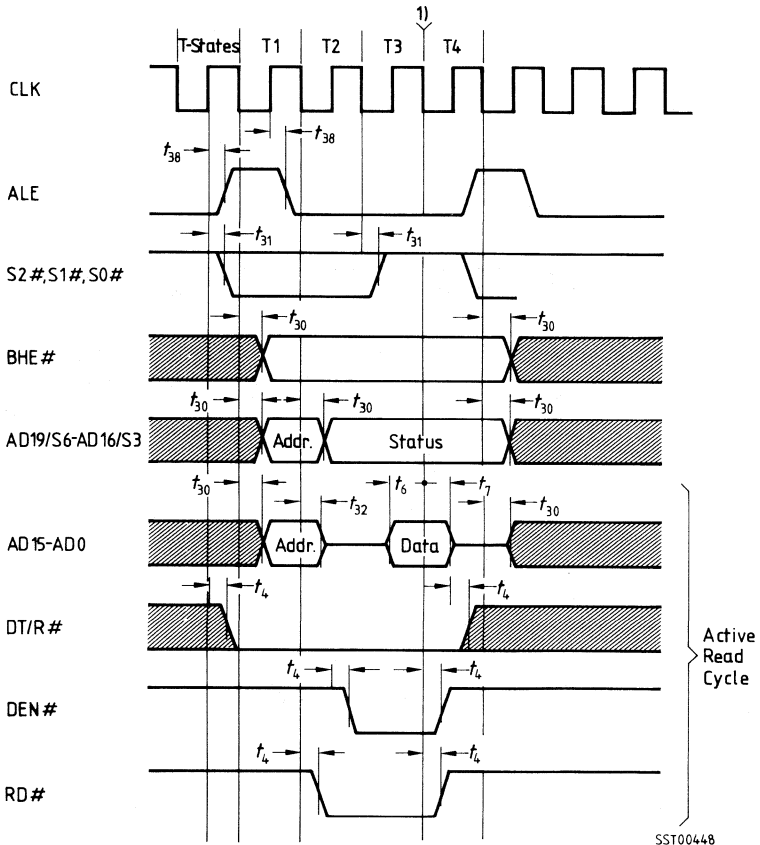 1)
T-States T1 T2 T3 T4
CLK
t38
t38
ALE
t31 t31
S2#,S1#,S0#
t30 t30
BHE#
t30 t30 t30
AD19/S6-AD16/S3 Addr. Status
t30 t32 t6 t7 t30
AD15-AD0 Addr. Data
t4 t4
DT/R#
Active
Read
Cycle
t4 t4
DEN#
t4 t4
RD#
SST00448